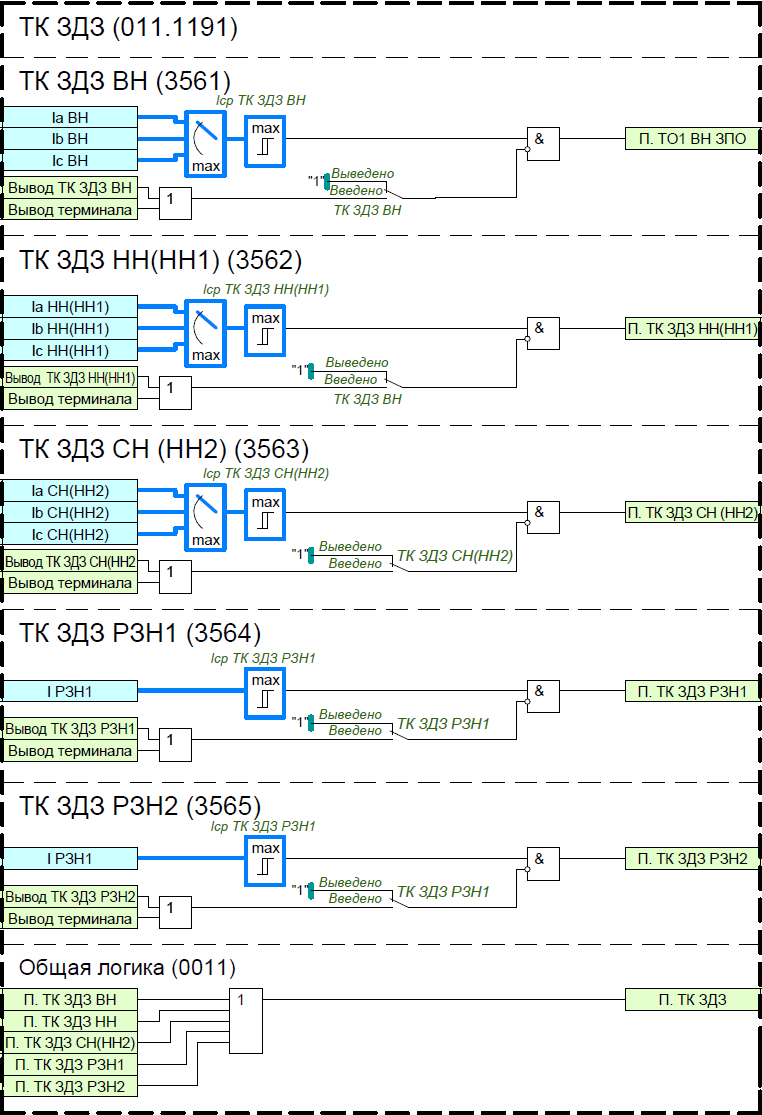 ТК ЗДЗ (011.1191)
ТК ЗДЗ ВН (3561)
Iср ТК ЗДЗ ВН
Ia ВН
Ib ВН
Ic ВН
max
max
&
П. ТО1 ВН ЗПО
Вывод ТК ЗДЗ ВН
Вывод терминала
1
"1"
Выведено
Введено
ТК ЗДЗ ВН
ТК ЗДЗ НН(НН1) (3562)
Iср ТК ЗДЗ НН(НН1)
Ia НН(НН1)
Ib НН(НН1)
Ic НН(НН1)
max
max
&
П. ТК ЗДЗ НН(НН1)
Вывод ТК ЗДЗ НН(НН1)
Вывод терминала
1
"1"
Выведено
Введено
ТК ЗДЗ ВН
ТК ЗДЗ СН (НН2) (3563)
Iср ТК ЗДЗ СН(НН2)
Ia СН(НН2)
Ib СН(НН2)
Ic СН(НН2)
max
max
&
П. ТК ЗДЗ СН (НН2)
Вывод ТК ЗДЗ СН(НН2
Вывод терминала
1
"1"
Выведено
Введено
ТК ЗДЗ СН(НН2)
ТК ЗДЗ РЗН1 (3564)
Iср ТК ЗДЗ РЗН1
I РЗН1
max
&
П. ТК ЗДЗ РЗН1
Вывод ТК ЗДЗ РЗН1
Вывод терминала
1
"1"
Выведено
Введено
ТК ЗДЗ РЗН1
ТК ЗДЗ РЗН2 (3565)
Iср ТК ЗДЗ РЗН1
I РЗН1
max
&
П. ТК ЗДЗ РЗН2
Вывод ТК ЗДЗ РЗН2
Вывод терминала
1
"1"
Выведено
Введено
ТК ЗДЗ РЗН1
Общая логика (0011)
П. ТК ЗДЗ ВН
П. ТК ЗДЗ НН
П. ТК ЗДЗ СН(НН2)
П. ТК ЗДЗ РЗН1
П. ТК ЗДЗ РЗН2
1
П. ТК ЗДЗ